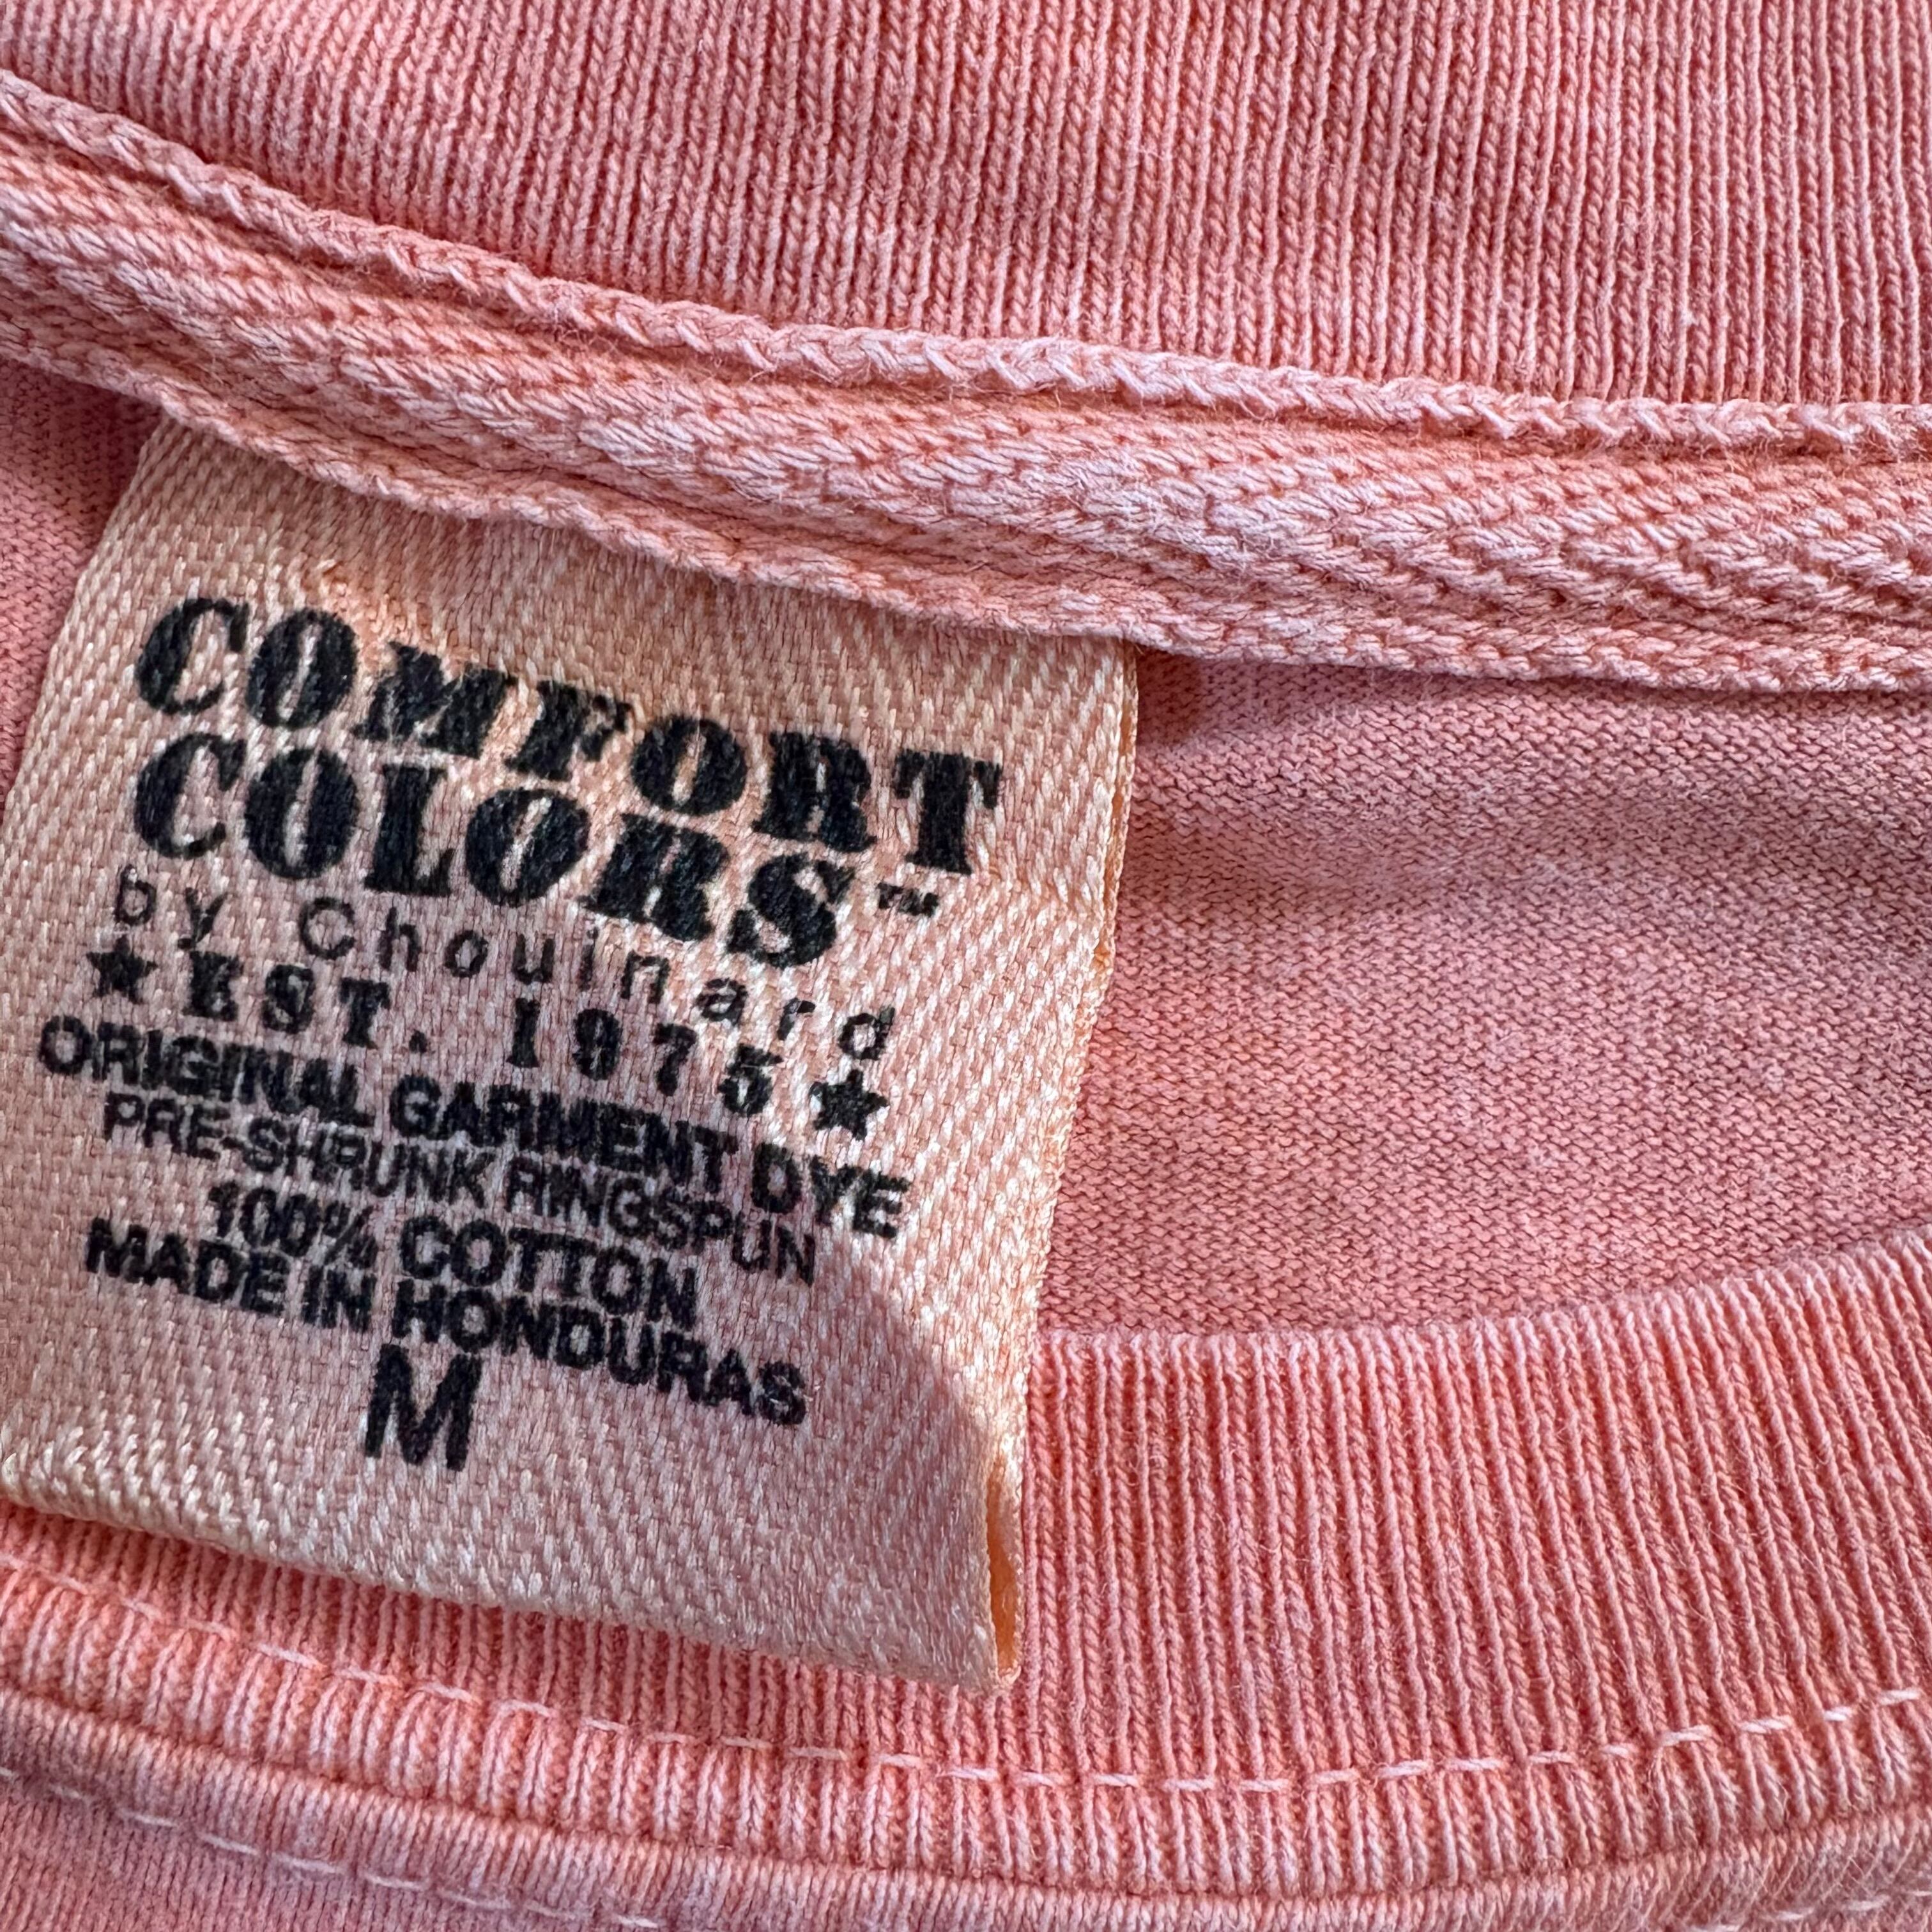 COMFORT
COLORS™
by Chouinard
★ EST. 1975 ★
ORIGINAL GARMENT DYE
PRE-SHRUNK RINGSPUN
100% COTTON
MADE IN HONDURAS
M